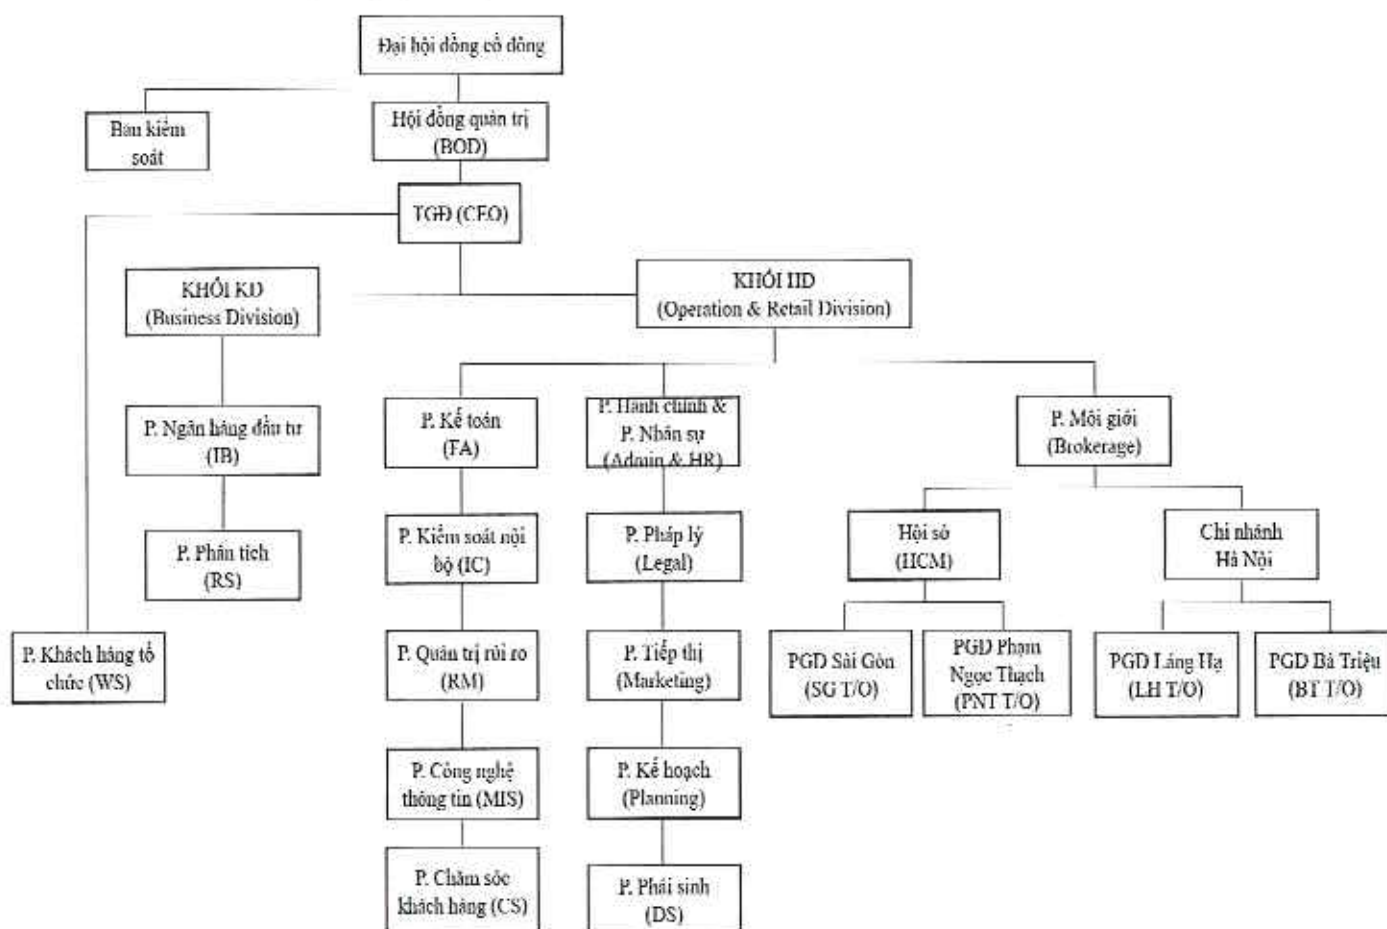 Đại hội đồng cổ đông
Ban kiểm
soát
Hội đồng quản trị
(BOD)
TGĐ (CEO)
KHỐI KD
(Business Division)
KHỐI HD
(Operation & Retail Division)
P. Ngân hàng đầu tư
(IB)
P. Phân tích
(RS)
P. Khách hàng tổ
chức (WS)
P. Kế toán
(FA)
P. Kiểm soát nội
bộ (IC)
P. Quản trị rủi ro
(RM)
P. Công nghệ
thông tin (MIS)
P. Chăm sóc
khách hàng (CS)
P. Hành chính &
P. Nhân sự
(Admin & HR)
P. Pháp lý
(Legal)
P. Tiếp thị
(Marketing)
P. Kế hoạch
(Planning)
P. Phái sinh
(DS)
P. Môi giới
(Brokerage)
Hội sở
(HCM)
Chi nhánh
Hà Nội
PGD Sài Gòn
(SG T/O)
PGD Phạm
Ngọc Thạch
(PNT T/O)
PGD Láng Hạ
(LH T/O)
PGD Bà Triệu
(BT T/O)